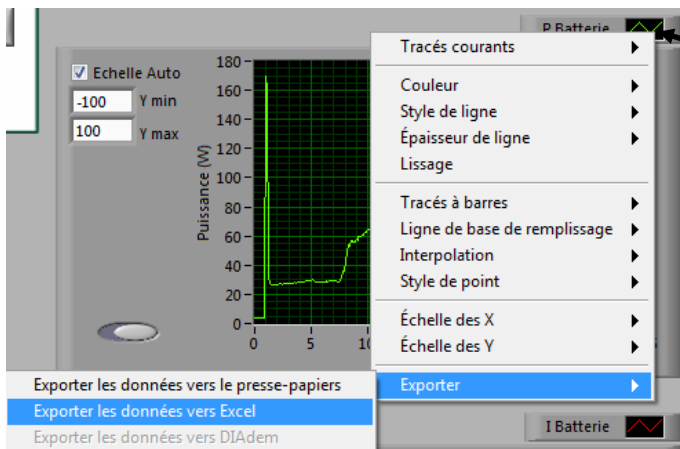 P Batterie
Tracés courants
Echelle Auto
-100 Y min
100 Y max
Puissance (W)
180
160
140
120
100
80
60
40
20
0
0 5 10
Couleur
Style de ligne
Épaisseur de ligne
Lissage
Tracés à barres
Ligne de base de remplissage
Interpolation
Style de point
Échelle des X
Échelle des Y
Exporter
Exporter les données vers le presse-papiers
Exporter les données vers Excel
Exporter les données vers DIAdem
I Batterie